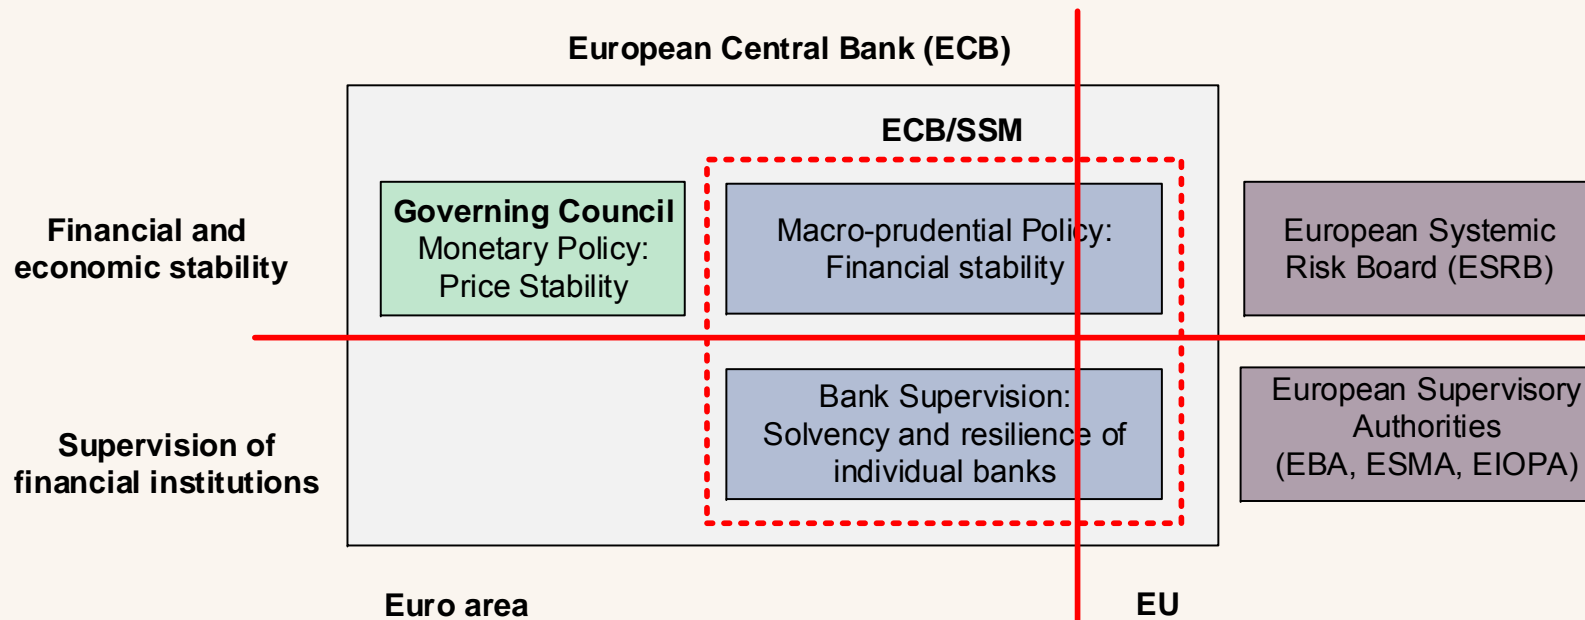 European Central Bank (ECB)
ECB/SSM
Financial and
economic stability
Governing Council
Monetary Policy:
Price Stability
Macro-prudential Policy:
Financial stability
European Systemic
Risk Board (ESRB)
Supervision of
financial institutions
Bank Supervision:
Solvency and resilience of
individual banks
European Supervisory
Authorities
(EBA, ESMA, EIOPA)
Euro area
EU